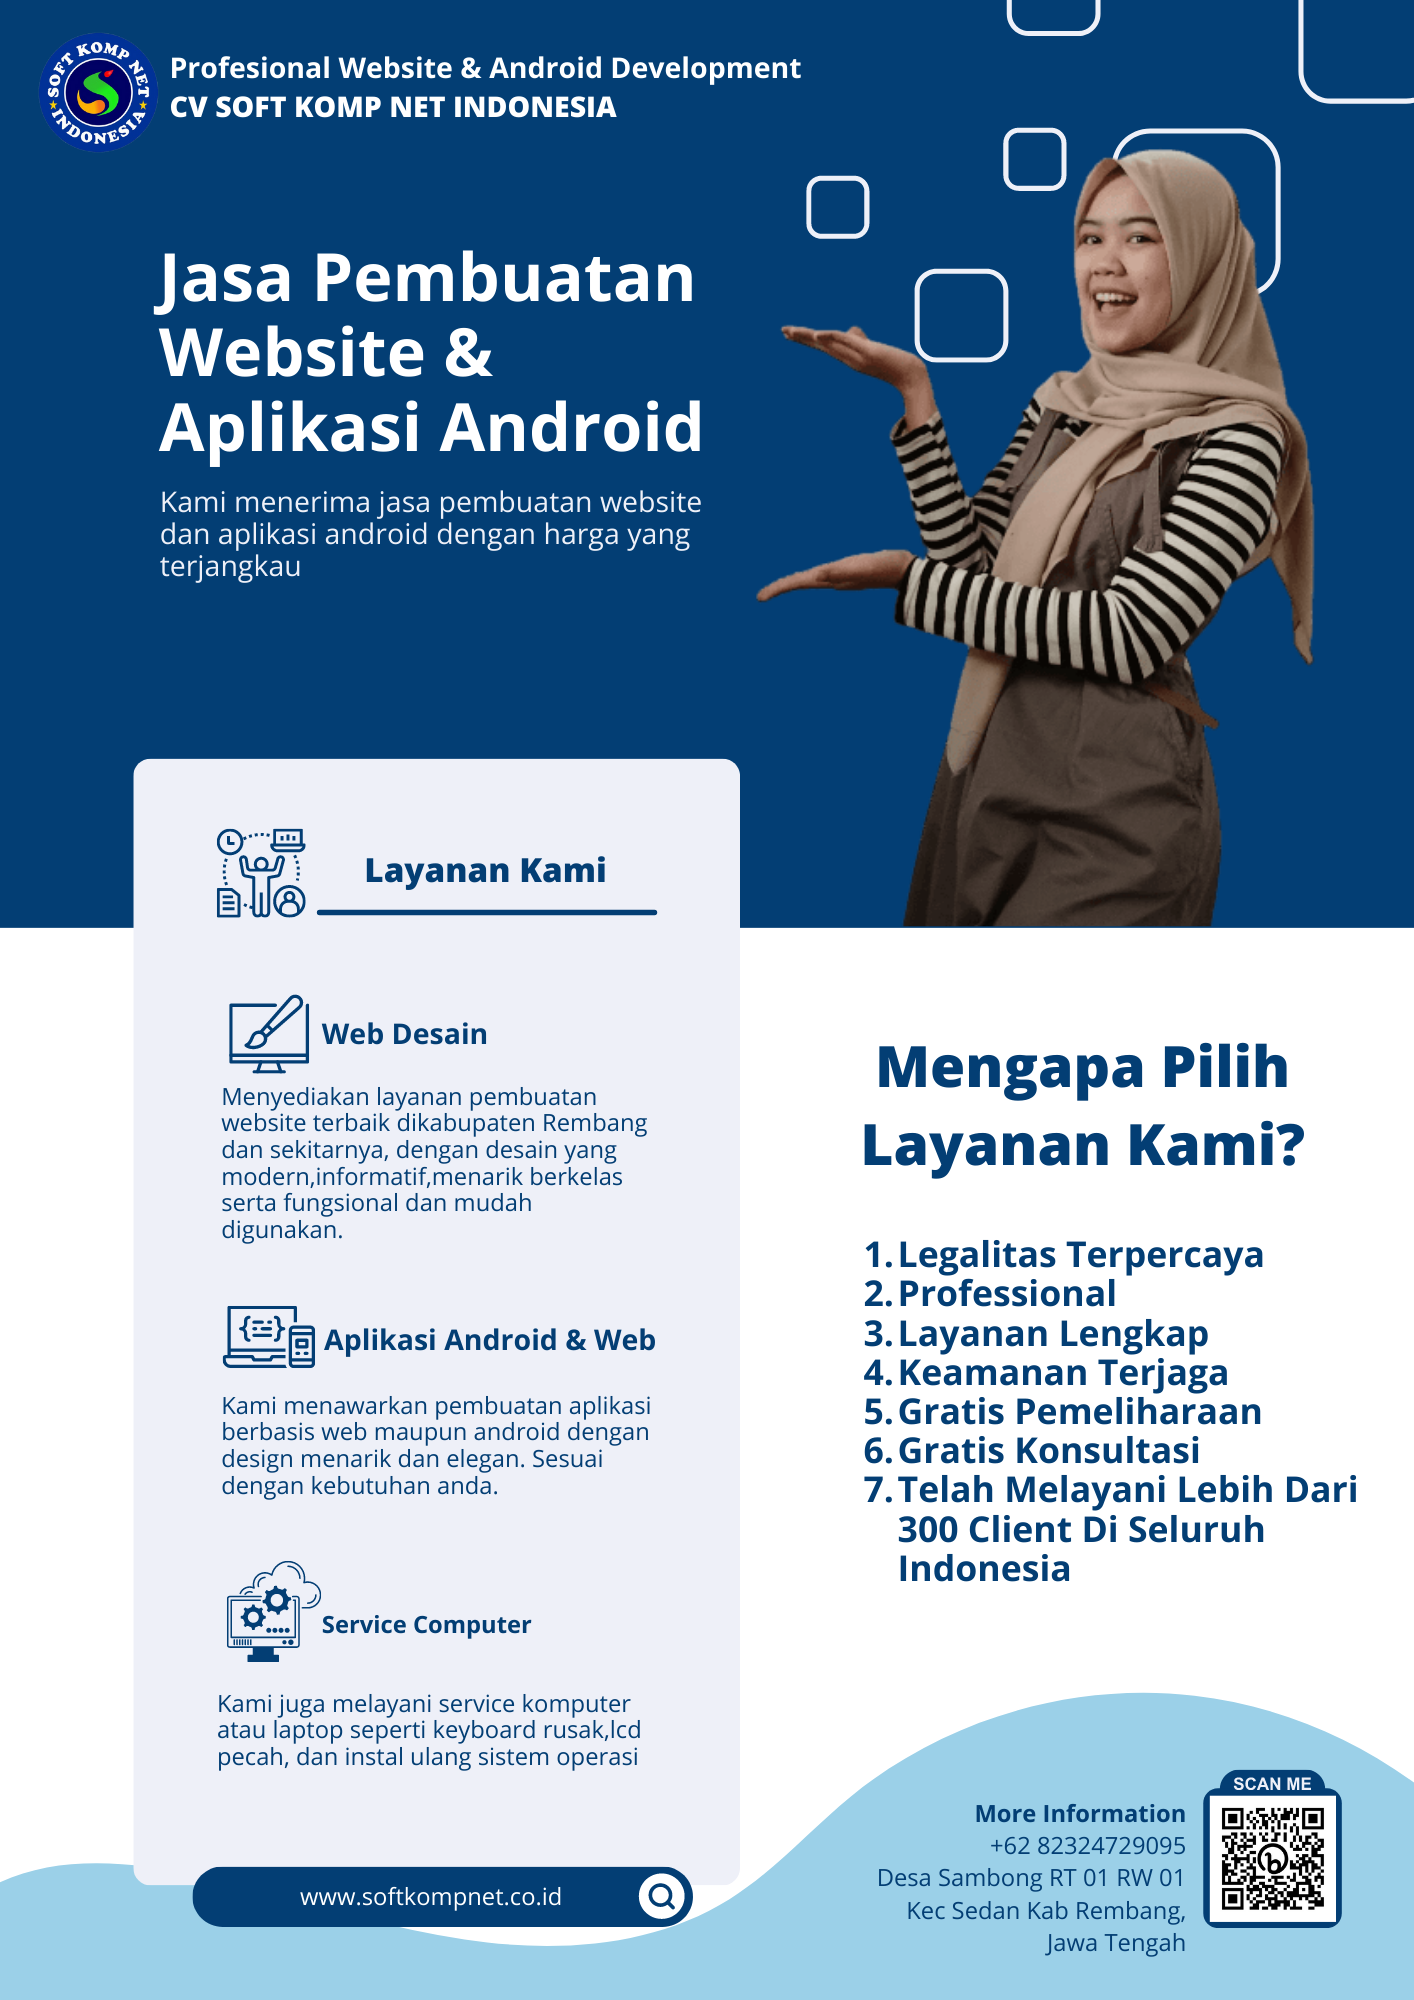 SOFT KOMP NET
INDONESIA
Profesional Website & Android Development
CV SOFT KOMP NET INDONESIA
Jasa Pembuatan
Website &
Aplikasi Android
Kami menerima jasa pembuatan website
dan aplikasi android dengan harga yang
terjangkau
Layanan Kami
Web Desain
Menyediakan layanan pembuatan
website terbaik dikabupaten Rembang
dan sekitarnya, dengan desain yang
modern,informatif,menarik berkelas
serta fungsional dan mudah
digunakan.
Aplikasi Android & Web
Kami menawarkan pembuatan aplikasi
berbasis web maupun android dengan
design menarik dan elegan. Sesuai
dengan kebutuhan anda.
Service Computer
Kami juga melayani service komputer
atau laptop seperti keyboard rusak,lcd
pecah, dan instal ulang sistem operasi
www.softkompnet.co.id
Mengapa Pilih
Layanan Kami?
1. Legalitas Terpercaya
2. Professional
3. Layanan Lengkap
4. Keamanan Terjaga
5. Gratis Pemeliharaan
6. Gratis Konsultasi
7. Telah Melayani Lebih Dari
300 Client Di Seluruh
Indonesia
More Information
+62 82324729095
Desa Sambong RT 01 RW 01
Kec Sedan Kab Rembang,
Jawa Tengah
SCAN ME